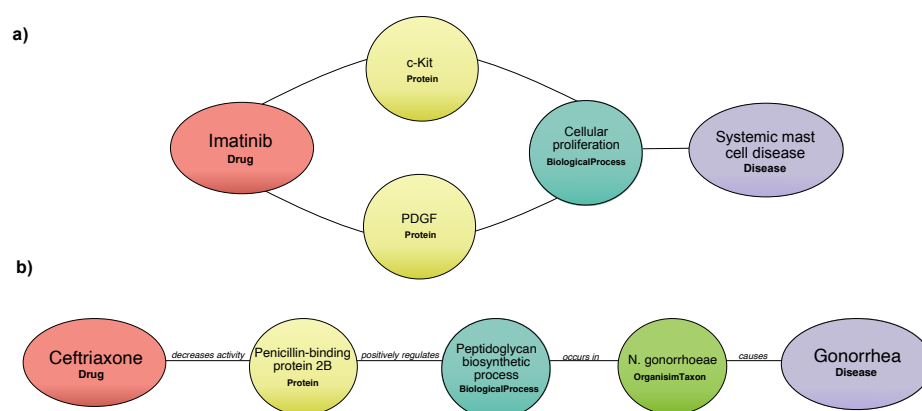 a)
c-Kit
Protein
Imatinib
Drug
Cellular
proliferation
BiologicalProcess
Systemic mast
cell disease
Disease
PDGF
Protein
b)
Ceftriaxone
Drug
decreases activity
Penicillin-binding
protein 2B
Protein
positively regulates
Peptidoglycan
biosynthetic
process
BiologicalProcess
occurs in
N. gonorrhoeae
OrganisimTaxon
causes
Gonorrhea
Disease